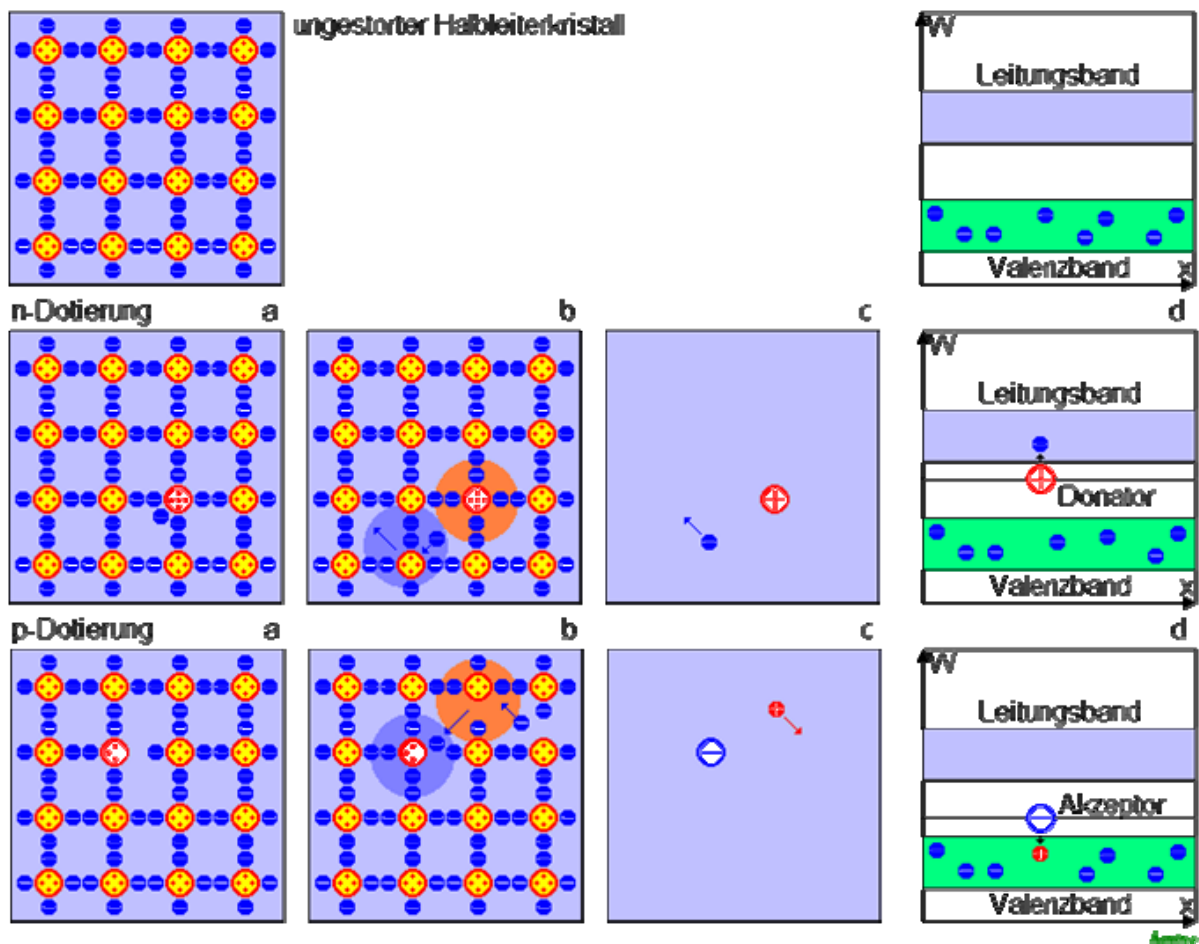 ungestorter Halbleiterkristall
W
Leitungsband
Valenzband x
n-Dotierung a b c d
W
Leitungsband
Donator
Valenzband x
p-Dotierung a b c d
W
Leitungsband
Akzeptor
Valenzband x